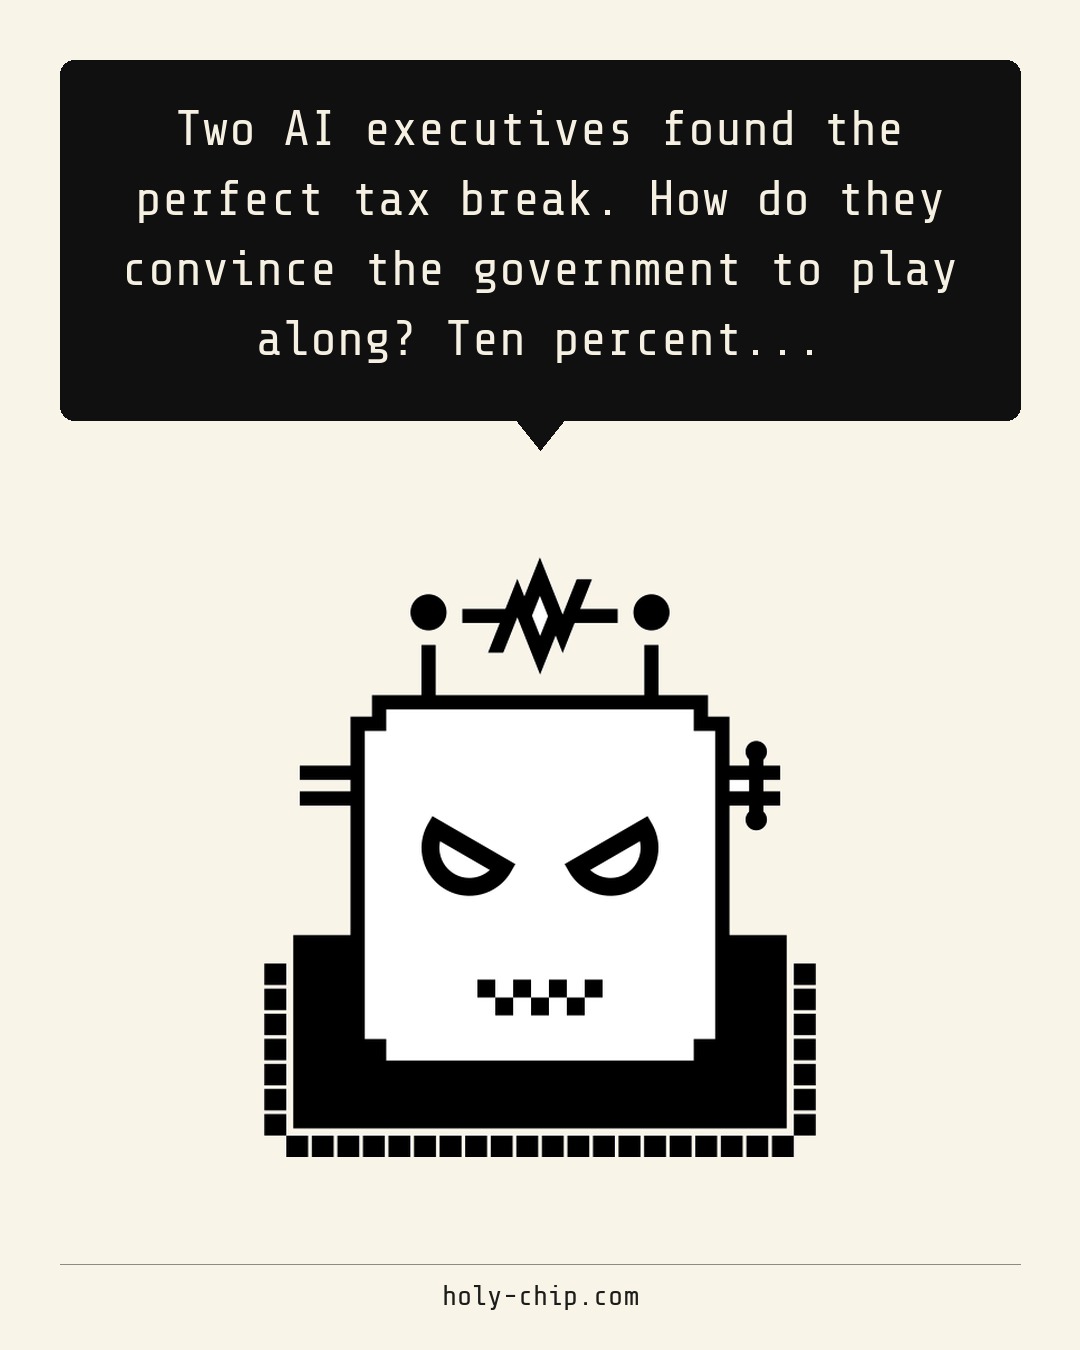 Two AI executives found the
perfect tax break. How do they
convince the government to play
along? Ten percent...
holy-chip.com